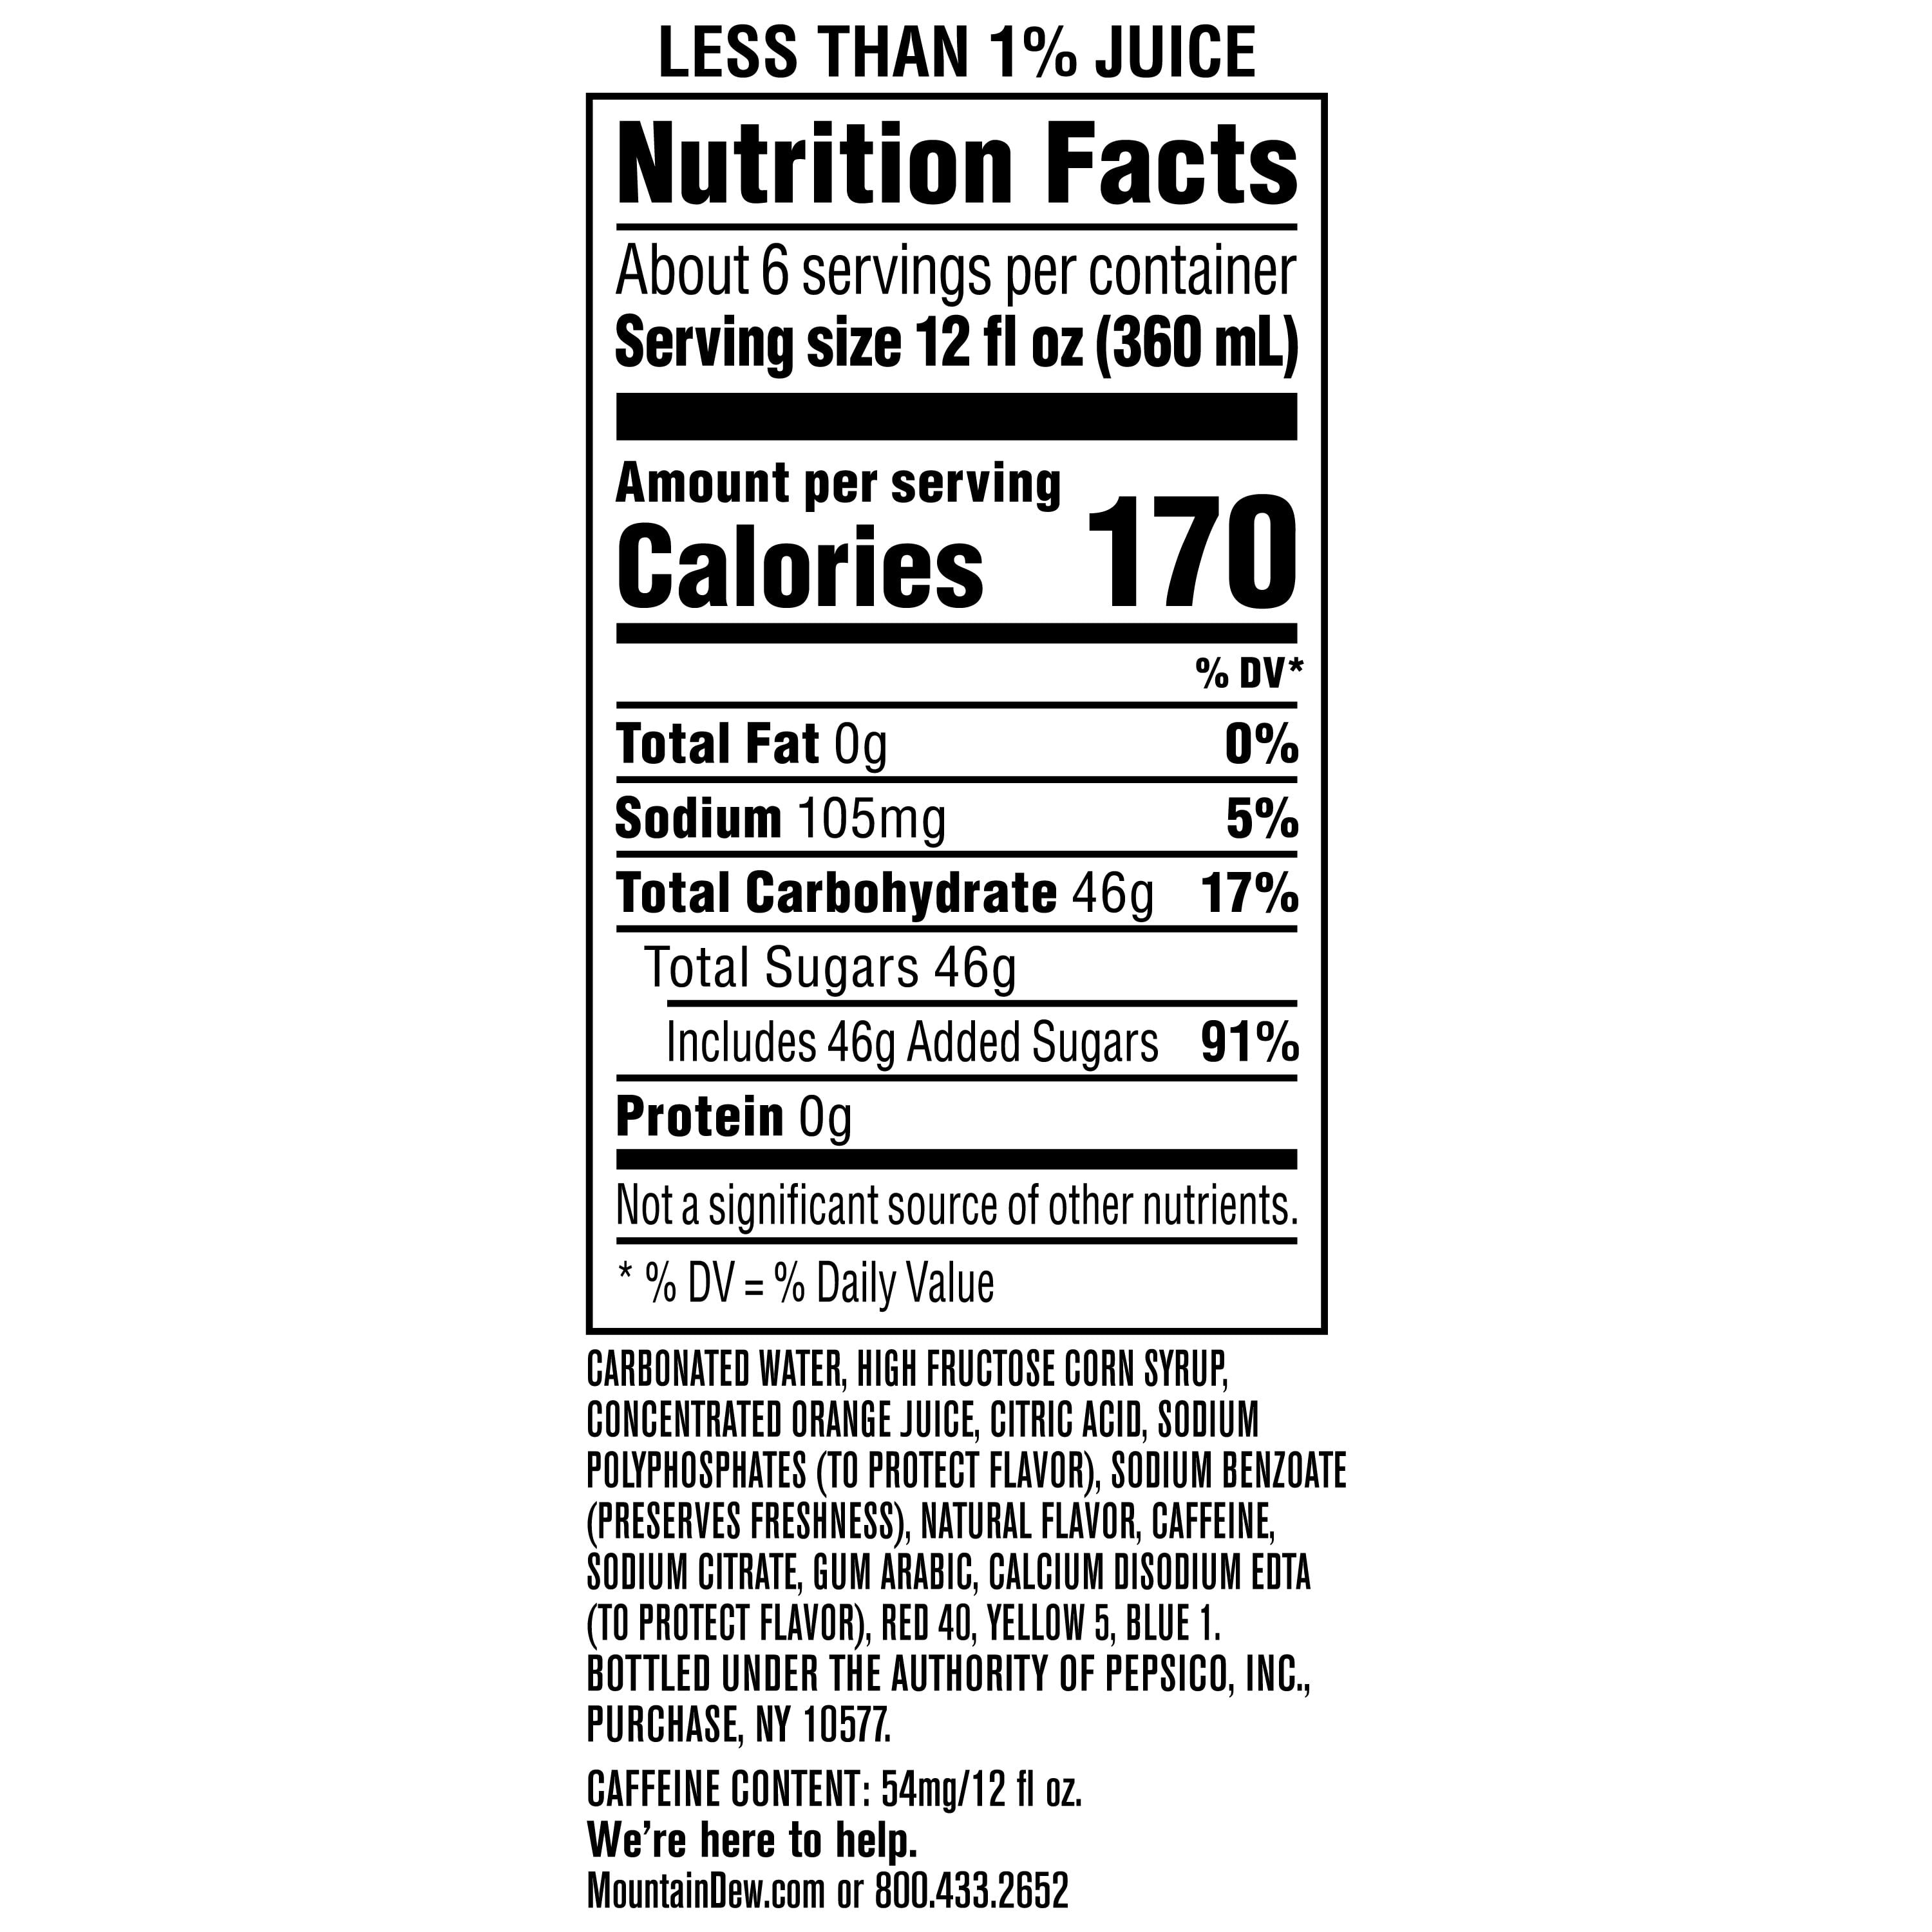 LESS THAN 1% JUICE
Nutrition Facts
About 6 servings per container
Serving size 12 fl oz (360 mL)
Amount per serving
Calories 170
% DV*
Total Fat 0g 0%
Sodium 105mg 5%
Total Carbohydrate 46g 17%
Total Sugars 46g
Includes 46g Added Sugars 91%
Protein 0g
Not a significant source of other nutrients.
* % DV = % Daily Value
CARBONATED WATER, HIGH FRUCTOSE CORN SYRUP,
CONCENTRATED ORANGE JUICE, CITRIC ACID, SODIUM
POLYPHOSPHATES (TO PROTECT FLAVOR), SODIUM BENZOATE
(PRESERVES FRESHNESS), NATURAL FLAVOR, CAFFEINE,
SODIUM CITRATE, GUM ARABIC, CALCIUM DISODIUM EDTA
(TO PROTECT FLAVOR), RED 40, YELLOW 5, BLUE 1.
BOTTLED UNDER THE AUTHORITY OF PEPSICO, INC.,
PURCHASE, NY 10577.
CAFFEINE CONTENT: 54mg/12 fl oz.
We're here to help.
MountainDew.com or 800.433.2652